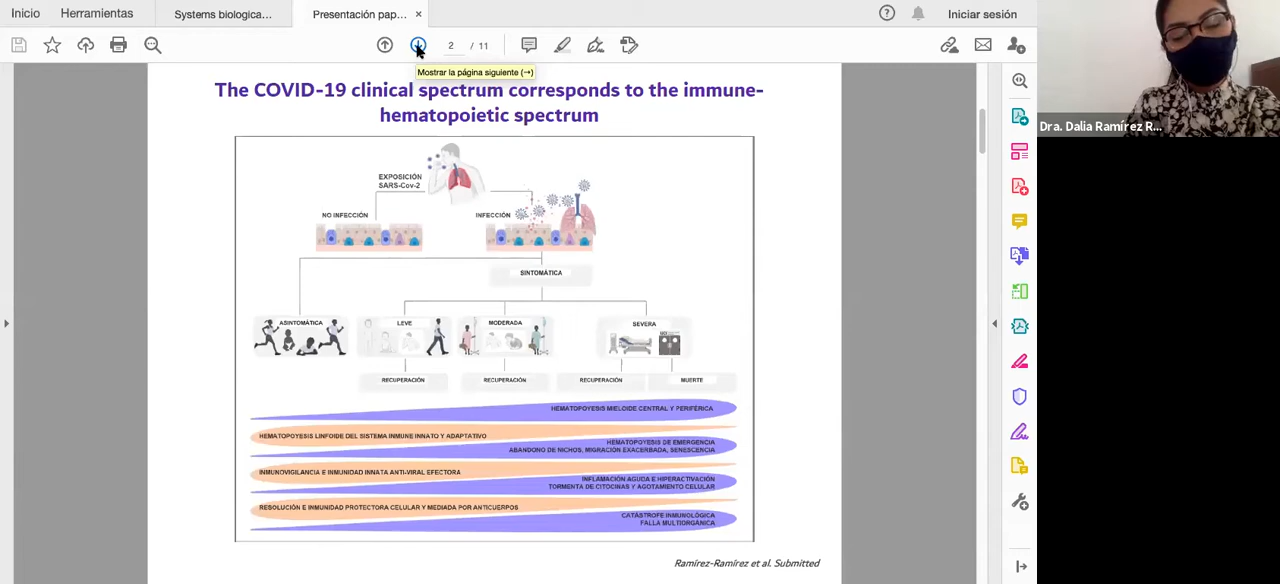 Inicio
Herramientas
Systems biologica...
Presentación pap...
×
Iniciar sesión
2 / 11
Mostrar la página siguiente (→)
The COVID-19 clinical spectrum corresponds to the immune-
hematopoietic spectrum
EXPOSICIÓN
SARS-Cov-2
NO INFECCIÓN
INFECCIÓN
SINTOMÁTICA
ASINTOMÁTICA
LEVE
MODERADA
SEVERA
RECUPERACIÓN
RECUPERACIÓN
RECUPERACIÓN
MUERTE
HEMATOPOYESIS MIELOIDE CENTRAL Y PERIFÉRICA
HEMATOPOYESIS LINFOIDE DEL SISTEMA INMUNE INNATO Y ADAPTATIVO
HEMATOPOYESIS DE EMERGENCIA
ABANDONO DE NICHOS, MIGRACIÓN EXACERBADA, SENESCENCIA
INMUNOVIGILANCIA E INMUNIDAD INNATA ANTI-VIRAL EFECTORA
INFLAMACIÓN AGUDA E HIPERACTIVACIÓN
TORMENTA DE CITOCINAS Y AGOTAMIENTO CELULAR
RESOLUCIÓN E INMUNIDAD PROTECTORA CELULAR Y MEDIADA POR ANTICUERPOS
CATÁSTROFE INMUNOLÓGICA
FALLA MULTIORGÁNICA
Ramírez-Ramírez et al. Submitted
Dra. Dalia Ramírez R...